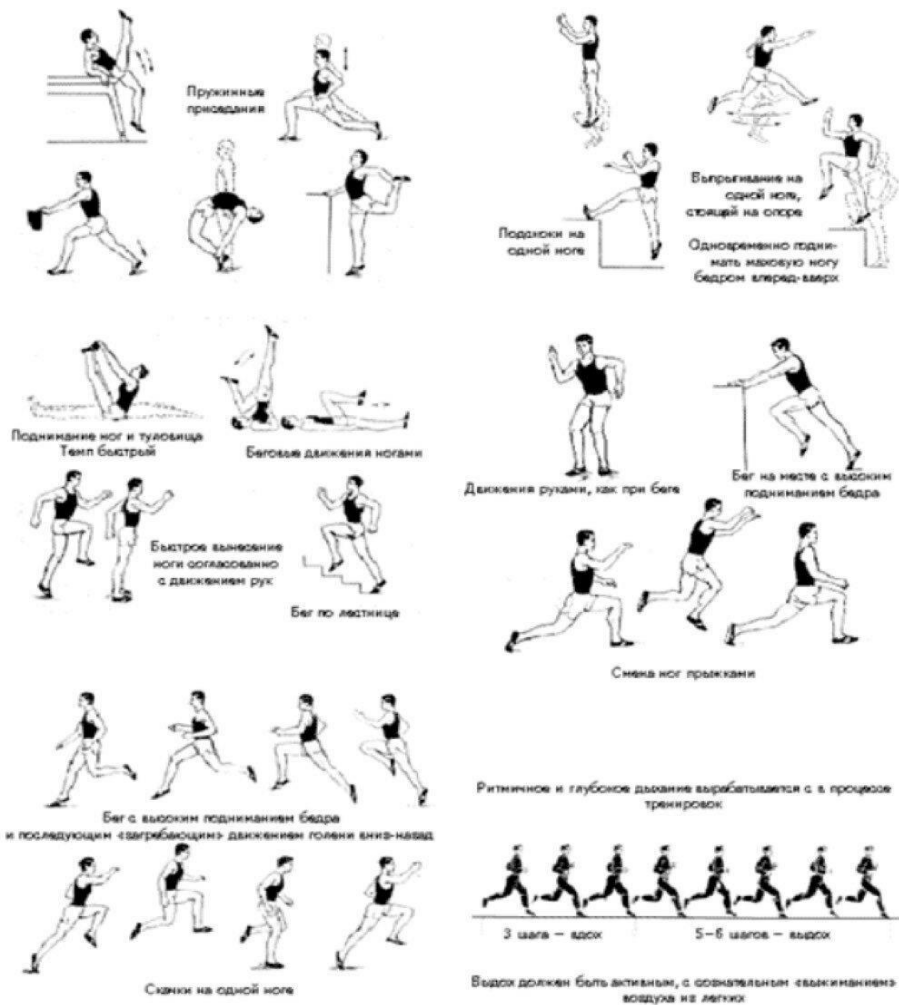 Пружинные
приседания
Подскоки на
одной ноге
Выпрыгивание на
одной ноге,
стоящей на опоре
Одновременно подни-
мать маховую ногу
бедром вперед-вверх
Поднимание ног и туловища
Темп быстрый
Беговые движения ногами
Движения руками, как при беге
Бег на месте с высоким
подниманием бедра
Быстрое вынесение
ноги согласованно
с движением рук
Бег по лестнице
Смена ног прыжками
Бег с высоким подниманием бедра
и последующим «загребающим» движением голени вниз-назад
Скачки на одной ноге
Ритмичное и глубокое дыхание вырабатывается с в процессе
тренировок
3 шага – вдох
5–6 шагов – выдох
Выдох должен быть активным, с сознательным «выжиманием»
воздуха из легких